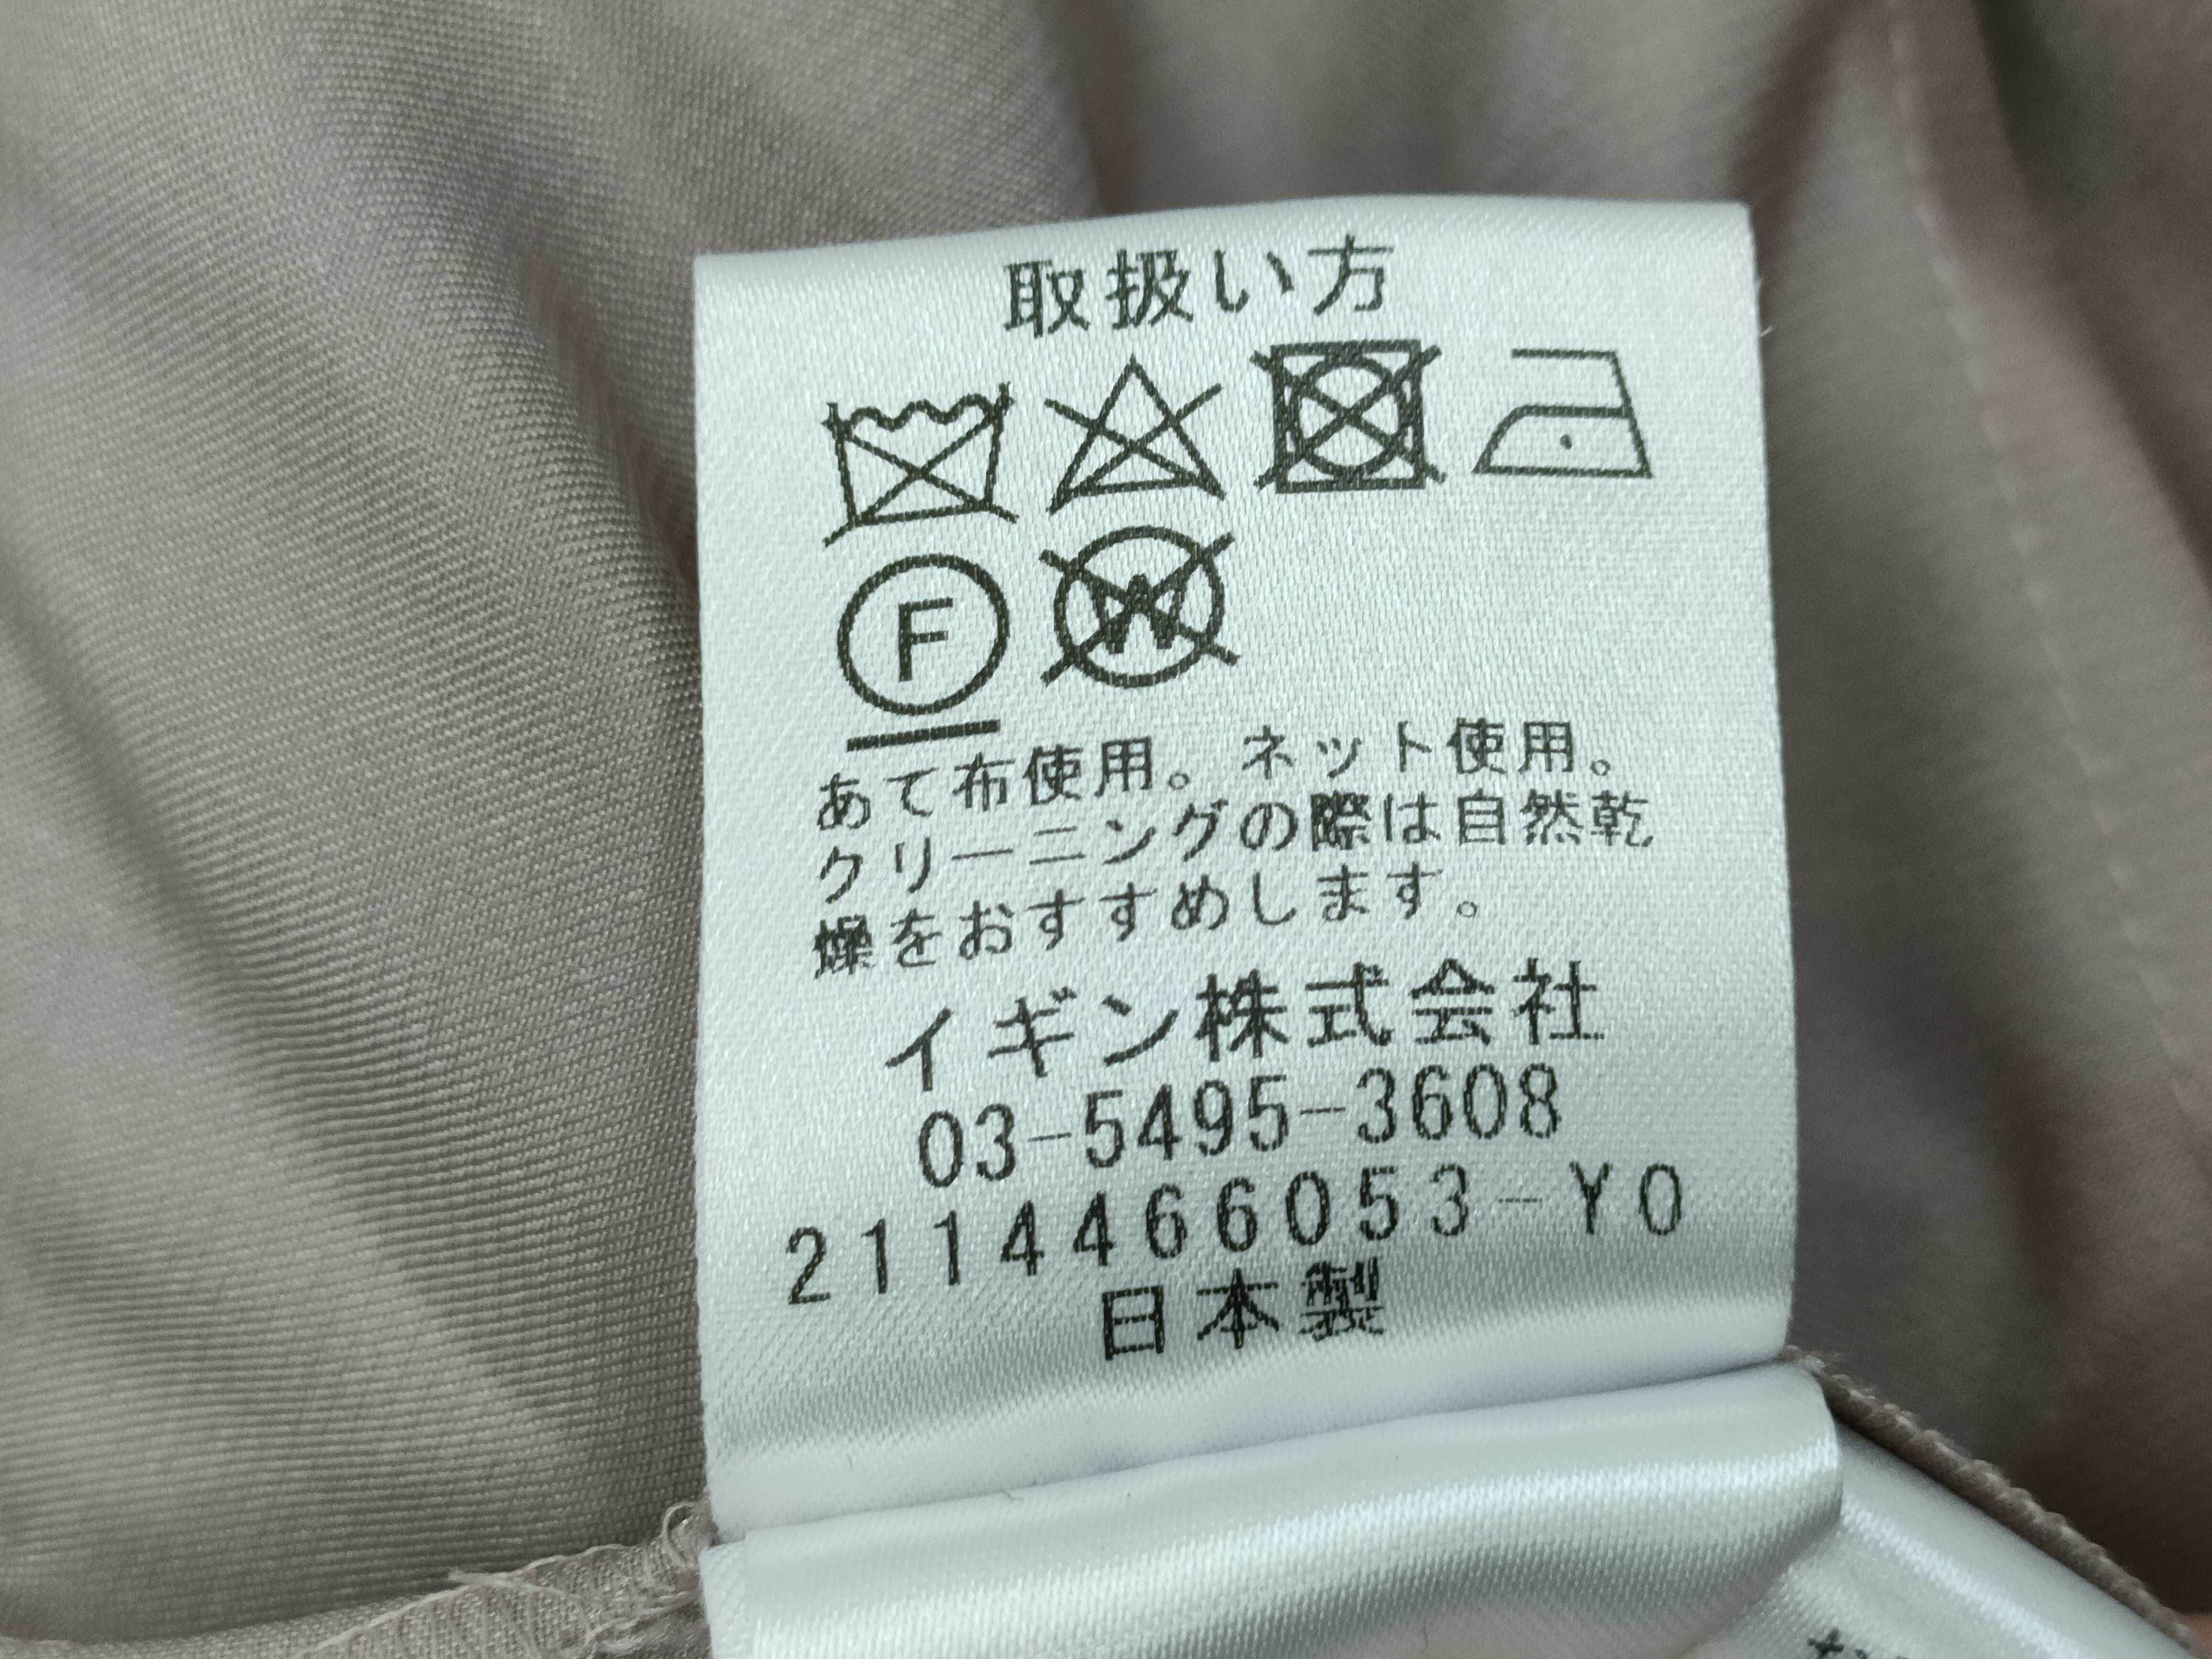 取扱い方
F
W
あて布使用。ネット使用。
クリーニングの際は自然乾
燥をおすすめします。
イギン株式会社
03-5495-3608
2114466053-YO
日本製